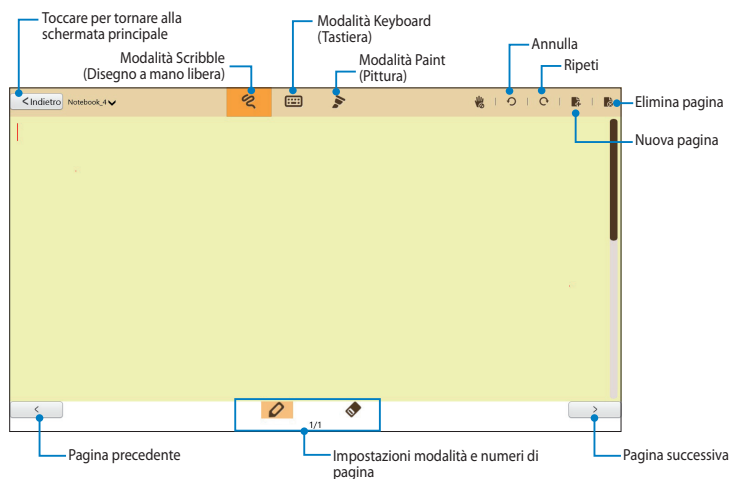 Toccare per tornare alla
schermata principale
Modalità Scribble
(Disegno a mano libera)
Modalità Keyboard
(Tastiera)
Modalità Paint
(Pittura)
Annulla
Ripeti
Elimina pagina
Nuova pagina
<Indietro Notebook_4
< >
1/1
Pagina precedente
Impostazioni modalità e numeri di
pagina
Pagina successiva